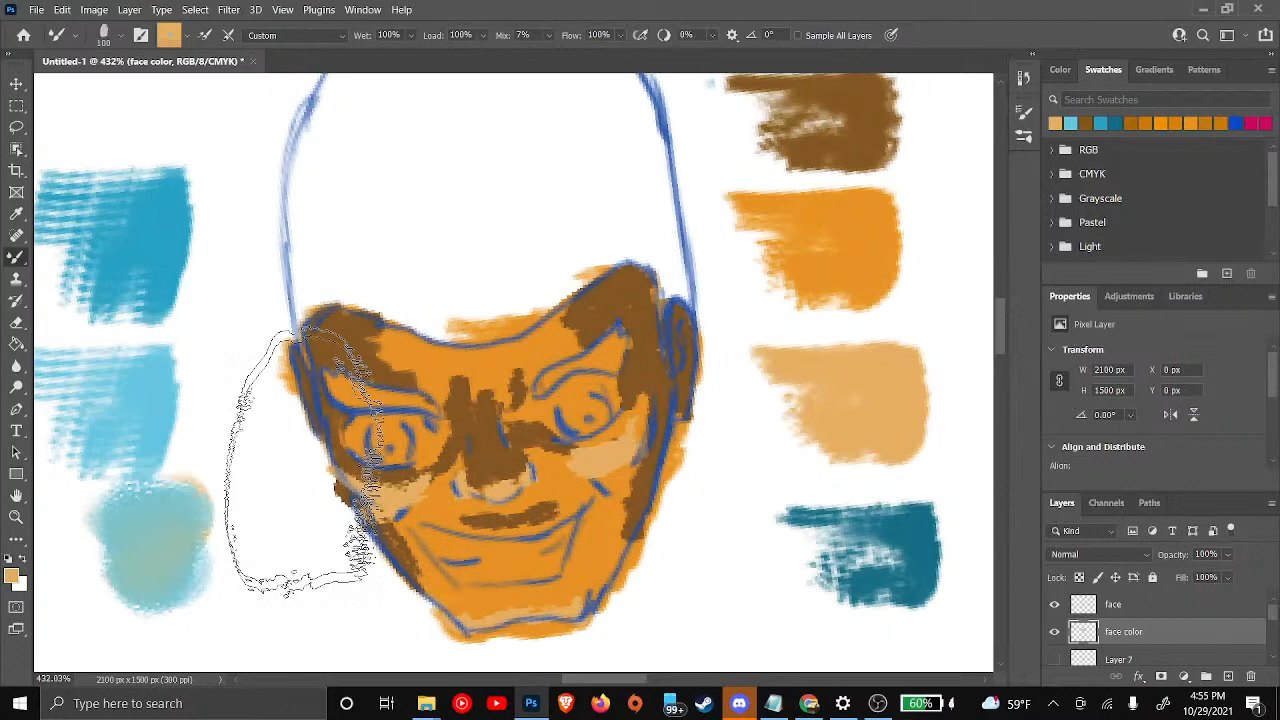 Ps File Edit Image Layer Type Select Filter 3D View Plugins Window Help
100 Custom Wet: 100% Load: 100% Mix: 7% Flow: 100% 0% 0° Sample All Layers
Untitled-1 @ 432% (face color, RGB/8/CMYK) *
Color Swatches Gradients Patterns
Search Swatches
RGB
CMYK
Grayscale
Pastel
Light
Properties Adjustments Libraries
Pixel Layer
Transform
W 2100 px X 0 px
H 1500 px Y 0 px
0.00°
Align and Distribute
Align:
Layers Channels Paths
Kind
Normal Opacity: 100%
Lock: Fill: 100%
face
face color
Layer 7
432.03% 2100 px x 1500 px (300 ppi)
Type here to search
Ps
99+
60%
59°F
4:55 PM
10/29/2021